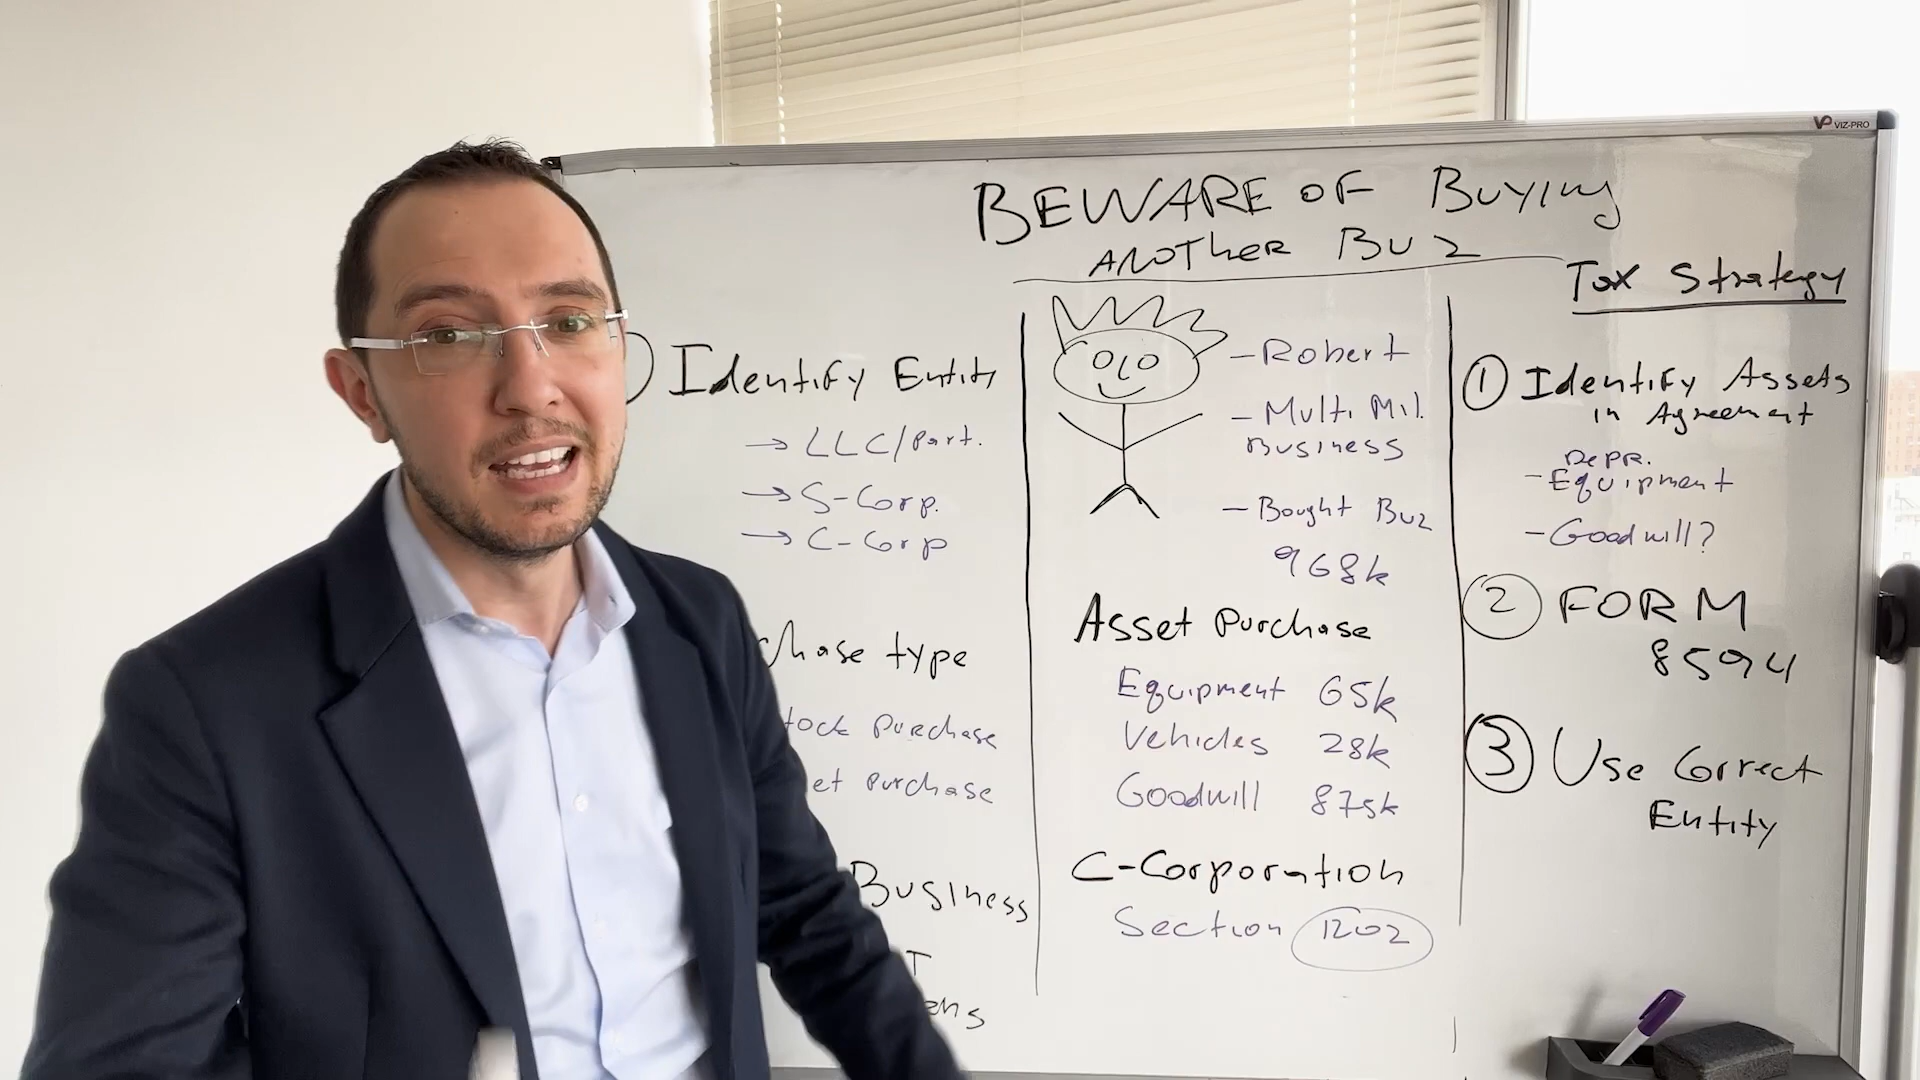 VP VIZ-PRO
BEWARE OF BUYING
ANOTHER BUZ
Identify Entity
→ LLC/Part.
→ S-Corp.
→ C-Corp
chase type
tock Purchase
et Purchase
Business
- Robert
- Multi Mil.
Business
- Bought Buz
968k
Asset Purchase
Equipment 65k
Vehicles 28k
Goodwill 875k
C-Corporation
Section 1202
Tax Strategy
1 Identify Assets
in Agreement
Depr.
- Equipment
- Goodwill?
2 FORM
8594
3 Use Correct
Entity